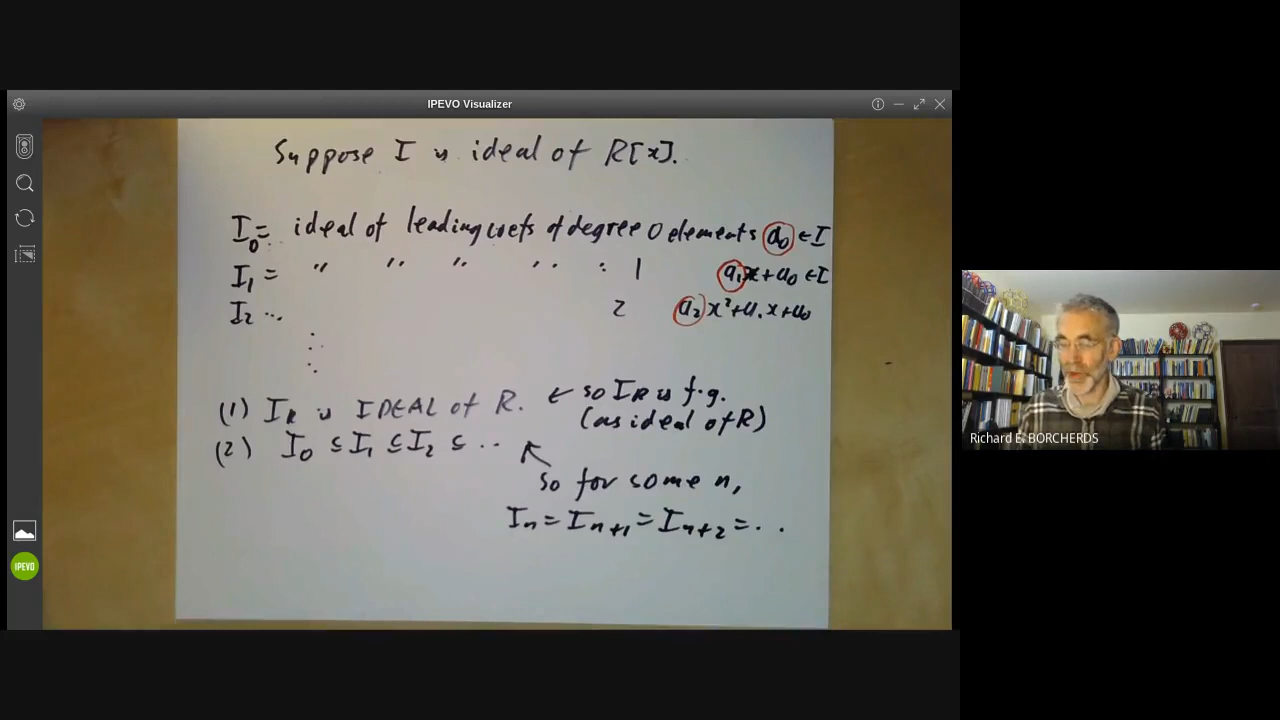 IPEVO Visualizer
Suppose I is ideal of R[x].
I₀ = ideal of leading coefs of degree 0 elements a₀ ∈ I
I₁ = " " " " " : 1 a₁x + a₀ ∈ I
I₂ ... 2 a₂x² + a₁x + a₀
(1) I_R is IDEAL of R. ← so I_R is f.g.
(as ideal of R)
(2) I₀ ≤ I₁ ≤ I₂ ≤ ..
so for some n,
Iₙ = Iₙ₊₁ = Iₙ₊₂ = ...
IPEVO
Richard E. BORCHERDS